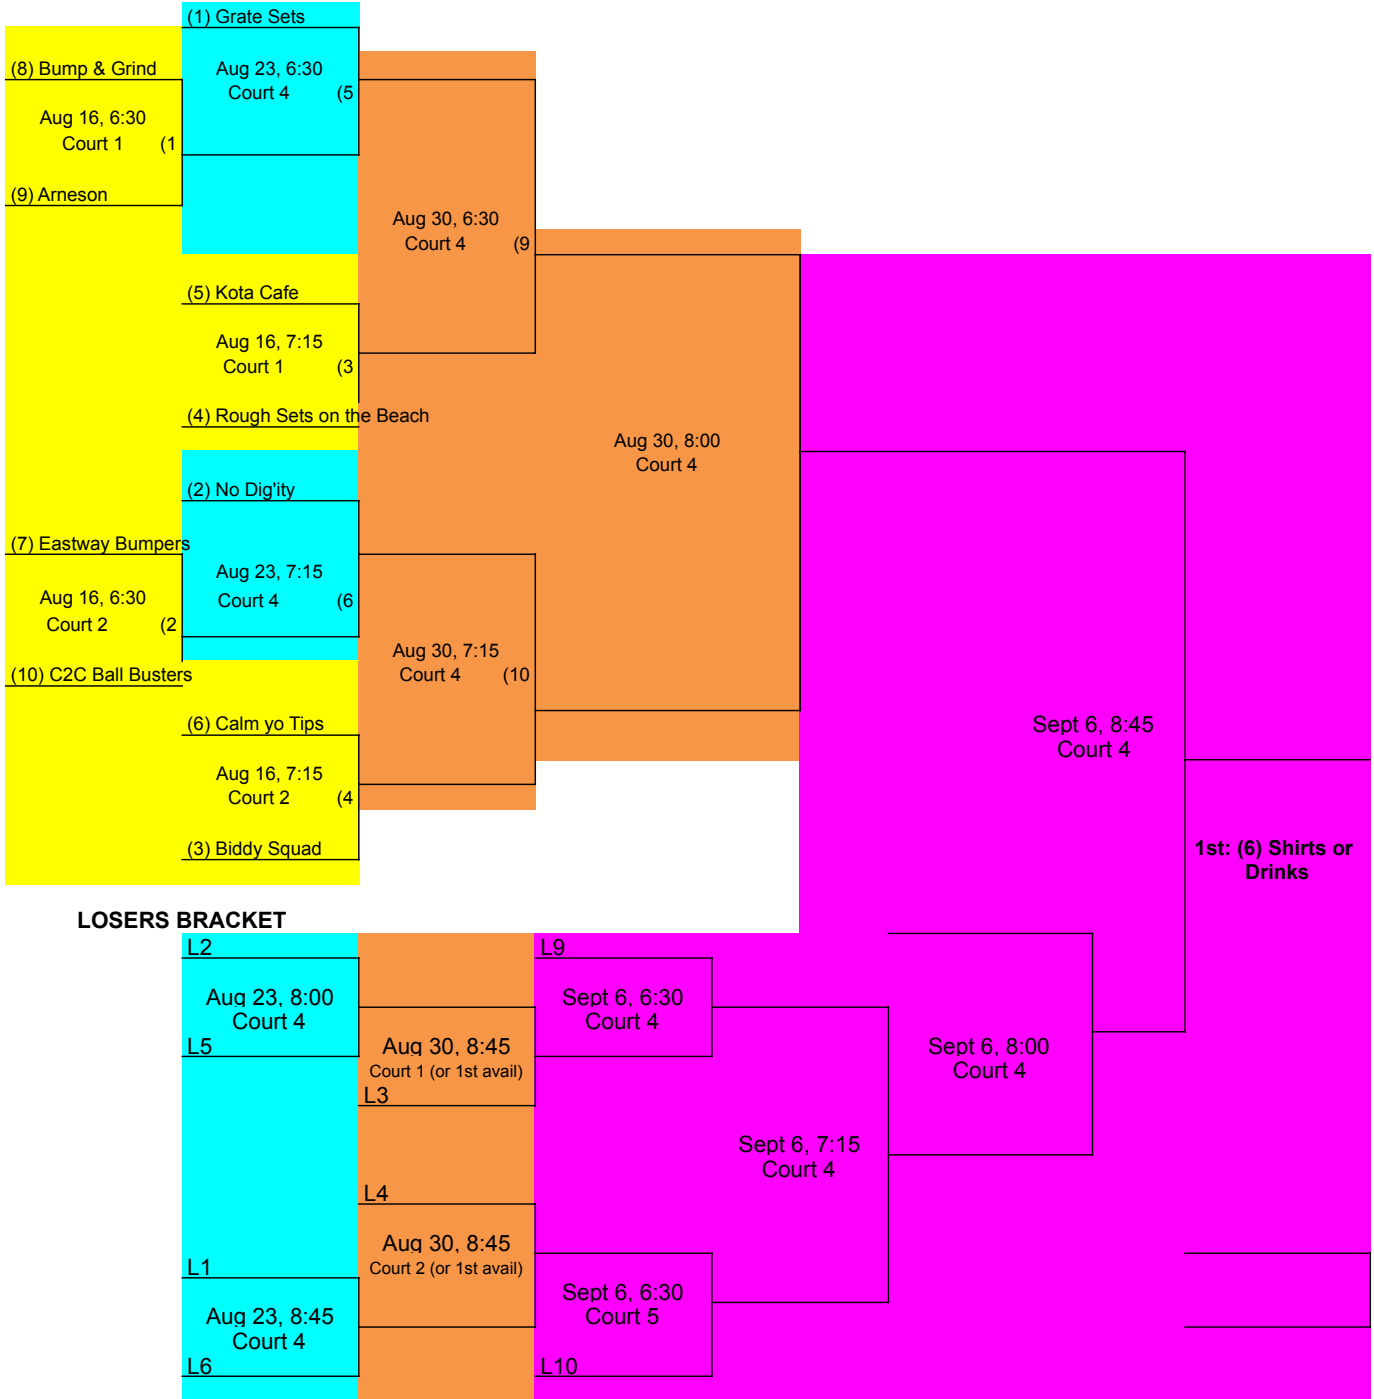 (1) Grate Sets
(8) Bump & Grind
Aug 23, 6:30
Court 4 (5
Aug 16, 6:30
Court 1 (1
(9) Arneson
Aug 30, 6:30
Court 4 (9
(5) Kota Cafe
Aug 16, 7:15
Court 1 (3
(4) Rough Sets on the Beach
Aug 30, 8:00
Court 4
(2) No Dig'ity
(7) Eastway Bumpers
Aug 23, 7:15
Court 4 (6
Aug 16, 6:30
Court 2 (2
Aug 30, 7:15
Court 4 (10
(10) C2C Ball Busters
(6) Calm yo Tips
Sept 6, 8:45
Court 4
Aug 16, 7:15
Court 2 (4
(3) Biddy Squad
1st: (6) Shirts or
Drinks
LOSERS BRACKET
L2
L9
Aug 23, 8:00
Court 4
Sept 6, 6:30
Court 4
L5
Aug 30, 8:45
Court 1 (or 1st avail)
Sept 6, 8:00
Court 4
L3
Sept 6, 7:15
Court 4
L4
Aug 30, 8:45
Court 2 (or 1st avail)
L1
Sept 6, 6:30
Court 5
Aug 23, 8:45
Court 4
L6
L10